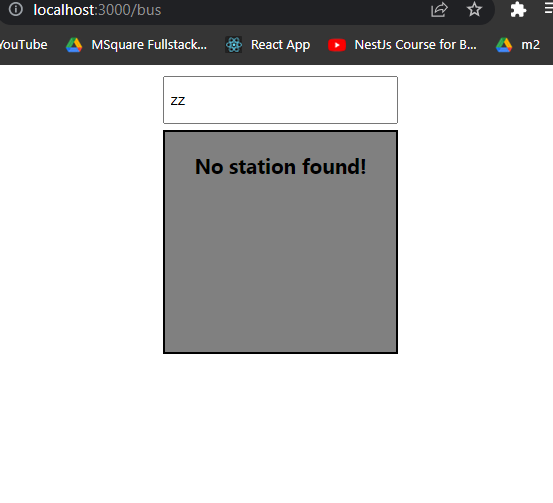 localhost:3000/bus
YouTube MSquare Fullstack... React App NestJs Course for B... m2
zz
No station found!